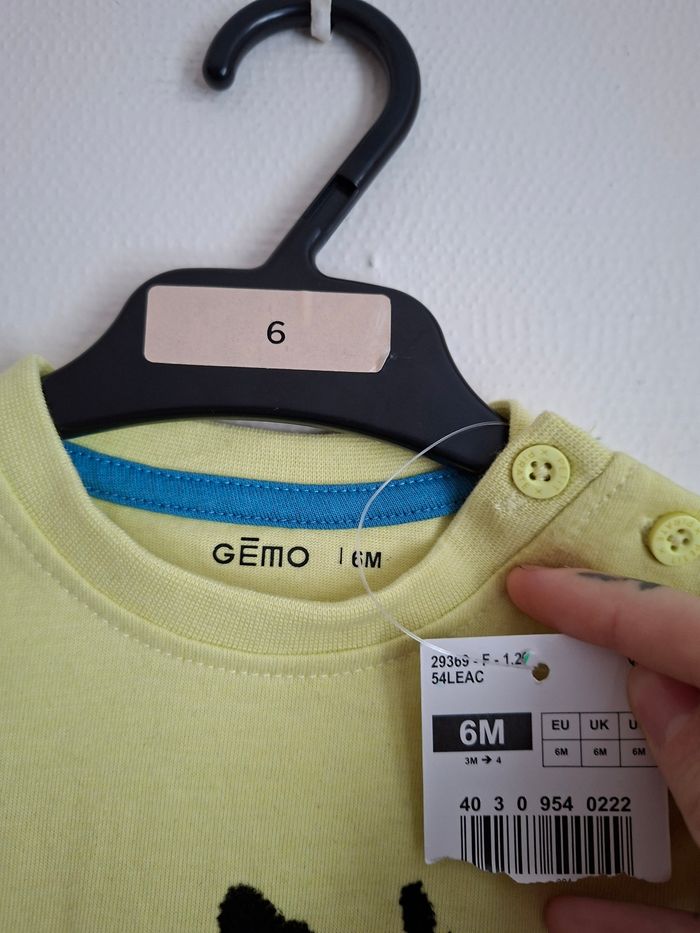 6
GĒMO | 6M
29369 - F - 1.2
54LEAC
6M
3M → 4
EU UK
6M 6M 6M
40 3 0 954 0222